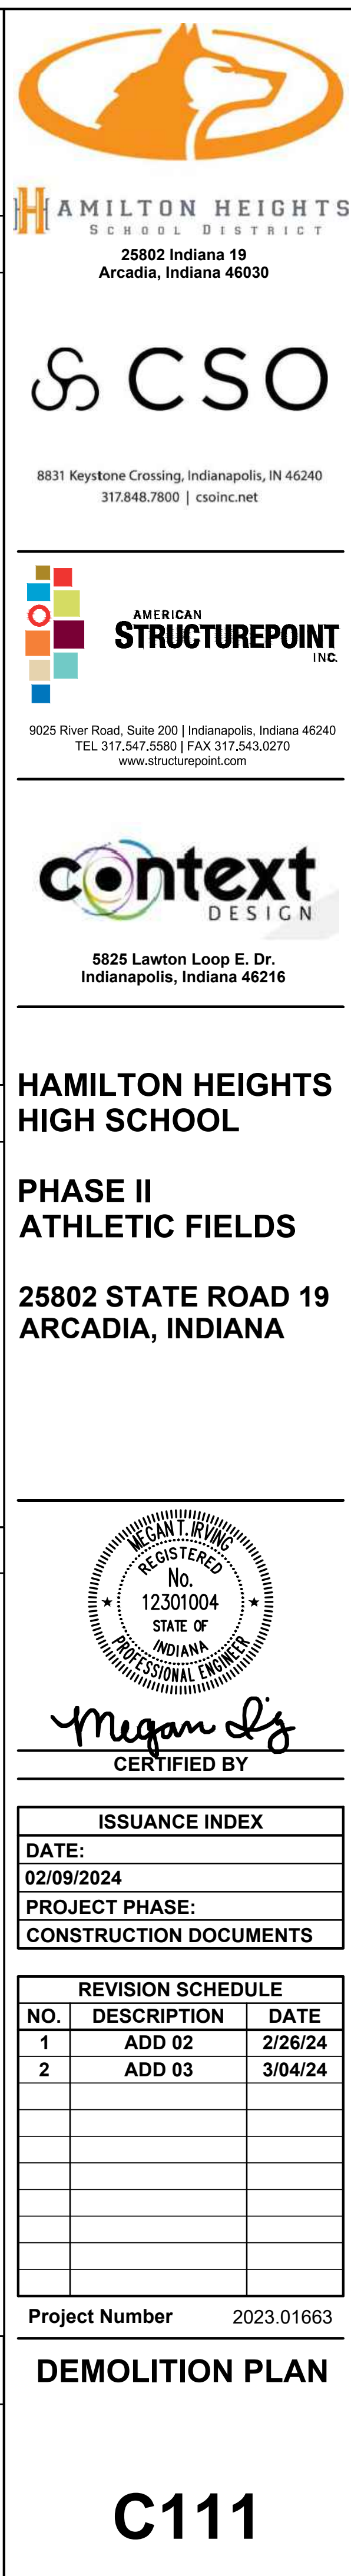 HAMILTON HEIGHTS
SCHOOL DISTRICT
25802 Indiana 19
Arcadia, Indiana 46030
CSO
8831 Keystone Crossing, Indianapolis, IN 46240
317.848.7800 | csoinc.net
AMERICAN
STRUCTUREPOINT
INC.
9025 River Road, Suite 200 | Indianapolis, Indiana 46240
TEL 317.547.5580 | FAX 317.543.0270
www.structurepoint.com
context
DESIGN
5825 Lawton Loop E. Dr.
Indianapolis, Indiana 46216
HAMILTON HEIGHTS
HIGH SCHOOL
PHASE II
ATHLETIC FIELDS
25802 STATE ROAD 19
ARCADIA, INDIANA
MEGAN T. IRVING
REGISTERED
No.
12301004
STATE OF
INDIANA
PROFESSIONAL ENGINEER
Megan Irving
CERTIFIED BY
ISSUANCE INDEX
DATE:
02/09/2024
PROJECT PHASE:
CONSTRUCTION DOCUMENTS
REVISION SCHEDULE
NO. DESCRIPTION DATE
1 ADD 02 2/26/24
2 ADD 03 3/04/24
Project Number 2023.01663
DEMOLITION PLAN
C111